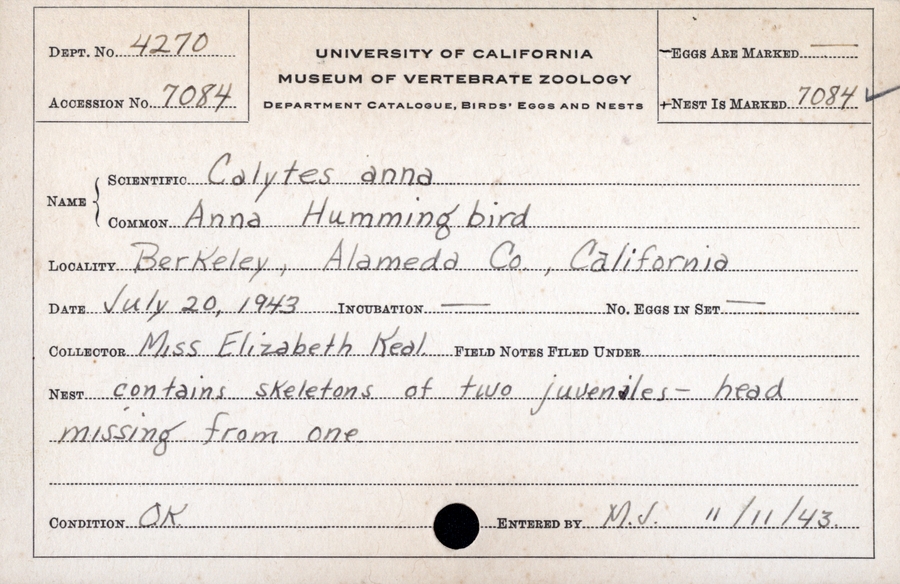 DEPT. No. 4270
ACCESSION No. 7084
UNIVERSITY OF CALIFORNIA
MUSEUM OF VERTEBRATE ZOOLOGY
DEPARTMENT CATALOGUE, BIRDS' EGGS AND NESTS
EGGS ARE MARKED —
NEST IS MARKED 7084 ✓
NAME
SCIENTIFIC Calytes anna
COMMON Anna Hummingbird
LOCALITY Berkeley, Alameda Co., California
DATE July 20, 1943 INCUBATION — No. EGGS IN SET —
COLLECTOR Miss Elizabeth Keal. FIELD NOTES FILED UNDER
NEST contains skeletons of two juveniles – head
missing from one
CONDITION OK ENTERED BY M.J. 11/11/43.